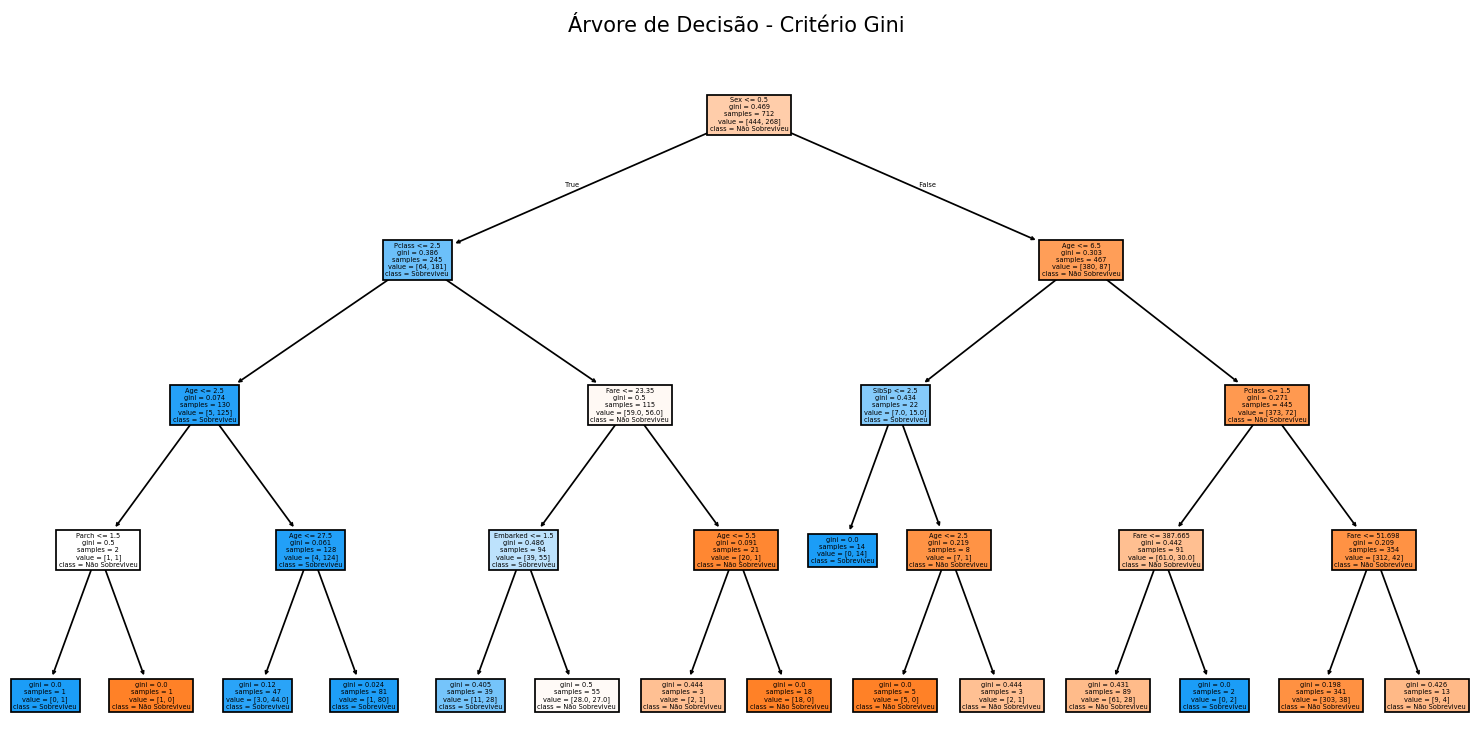 Árvore de Decisão - Critério Gini
Sex <= 0.5
gini = 0.469
samples = 712
value = [444, 268]
class = Não Sobreviveu
True
False
Pclass <= 2.5
gini = 0.386
samples = 245
value = [64, 181]
class = Sobreviveu
Age <= 6.5
gini = 0.303
samples = 467
value = [380, 87]
class = Não Sobreviveu
Age <= 2.5
gini = 0.074
samples = 130
value = [5, 125]
class = Sobreviveu
Fare <= 23.35
gini = 0.5
samples = 115
value = [59.0, 56.0]
class = Não Sobreviveu
SibSp <= 2.5
gini = 0.434
samples = 22
value = [7.0, 15.0]
class = Sobreviveu
Pclass <= 1.5
gini = 0.271
samples = 445
value = [373, 72]
class = Não Sobreviveu
Parch <= 1.5
gini = 0.5
samples = 2
value = [1, 1]
class = Não Sobreviveu
Age <= 27.5
gini = 0.061
samples = 128
value = [4, 124]
class = Sobreviveu
Embarked <= 1.5
gini = 0.486
samples = 94
value = [39, 55]
class = Sobreviveu
Age <= 5.5
gini = 0.091
samples = 21
value = [20, 1]
class = Não Sobreviveu
gini = 0.0
samples = 14
value = [0, 14]
class = Sobreviveu
Age <= 2.5
gini = 0.219
samples = 8
value = [7, 1]
class = Não Sobreviveu
Fare <= 387.665
gini = 0.442
samples = 91
value = [61.0, 30.0]
class = Não Sobreviveu
Fare <= 51.698
gini = 0.209
samples = 354
value = [312, 42]
class = Não Sobreviveu
gini = 0.0
samples = 1
value = [0, 1]
class = Sobreviveu
gini = 0.0
samples = 1
value = [1, 0]
class = Não Sobreviveu
gini = 0.12
samples = 47
value = [3.0, 44.0]
class = Sobreviveu
gini = 0.024
samples = 81
value = [1, 80]
class = Sobreviveu
gini = 0.405
samples = 39
value = [11, 28]
class = Sobreviveu
gini = 0.5
samples = 55
value = [28.0, 27.0]
class = Não Sobreviveu
gini = 0.444
samples = 3
value = [2, 1]
class = Não Sobreviveu
gini = 0.0
samples = 18
value = [18, 0]
class = Não Sobreviveu
gini = 0.0
samples = 5
value = [5, 0]
class = Não Sobreviveu
gini = 0.444
samples = 3
value = [2, 1]
class = Não Sobreviveu
gini = 0.431
samples = 89
value = [61, 28]
class = Não Sobreviveu
gini = 0.0
samples = 2
value = [0, 2]
class = Sobreviveu
gini = 0.198
samples = 341
value = [303, 38]
class = Não Sobreviveu
gini = 0.426
samples = 13
value = [9, 4]
class = Não Sobreviveu